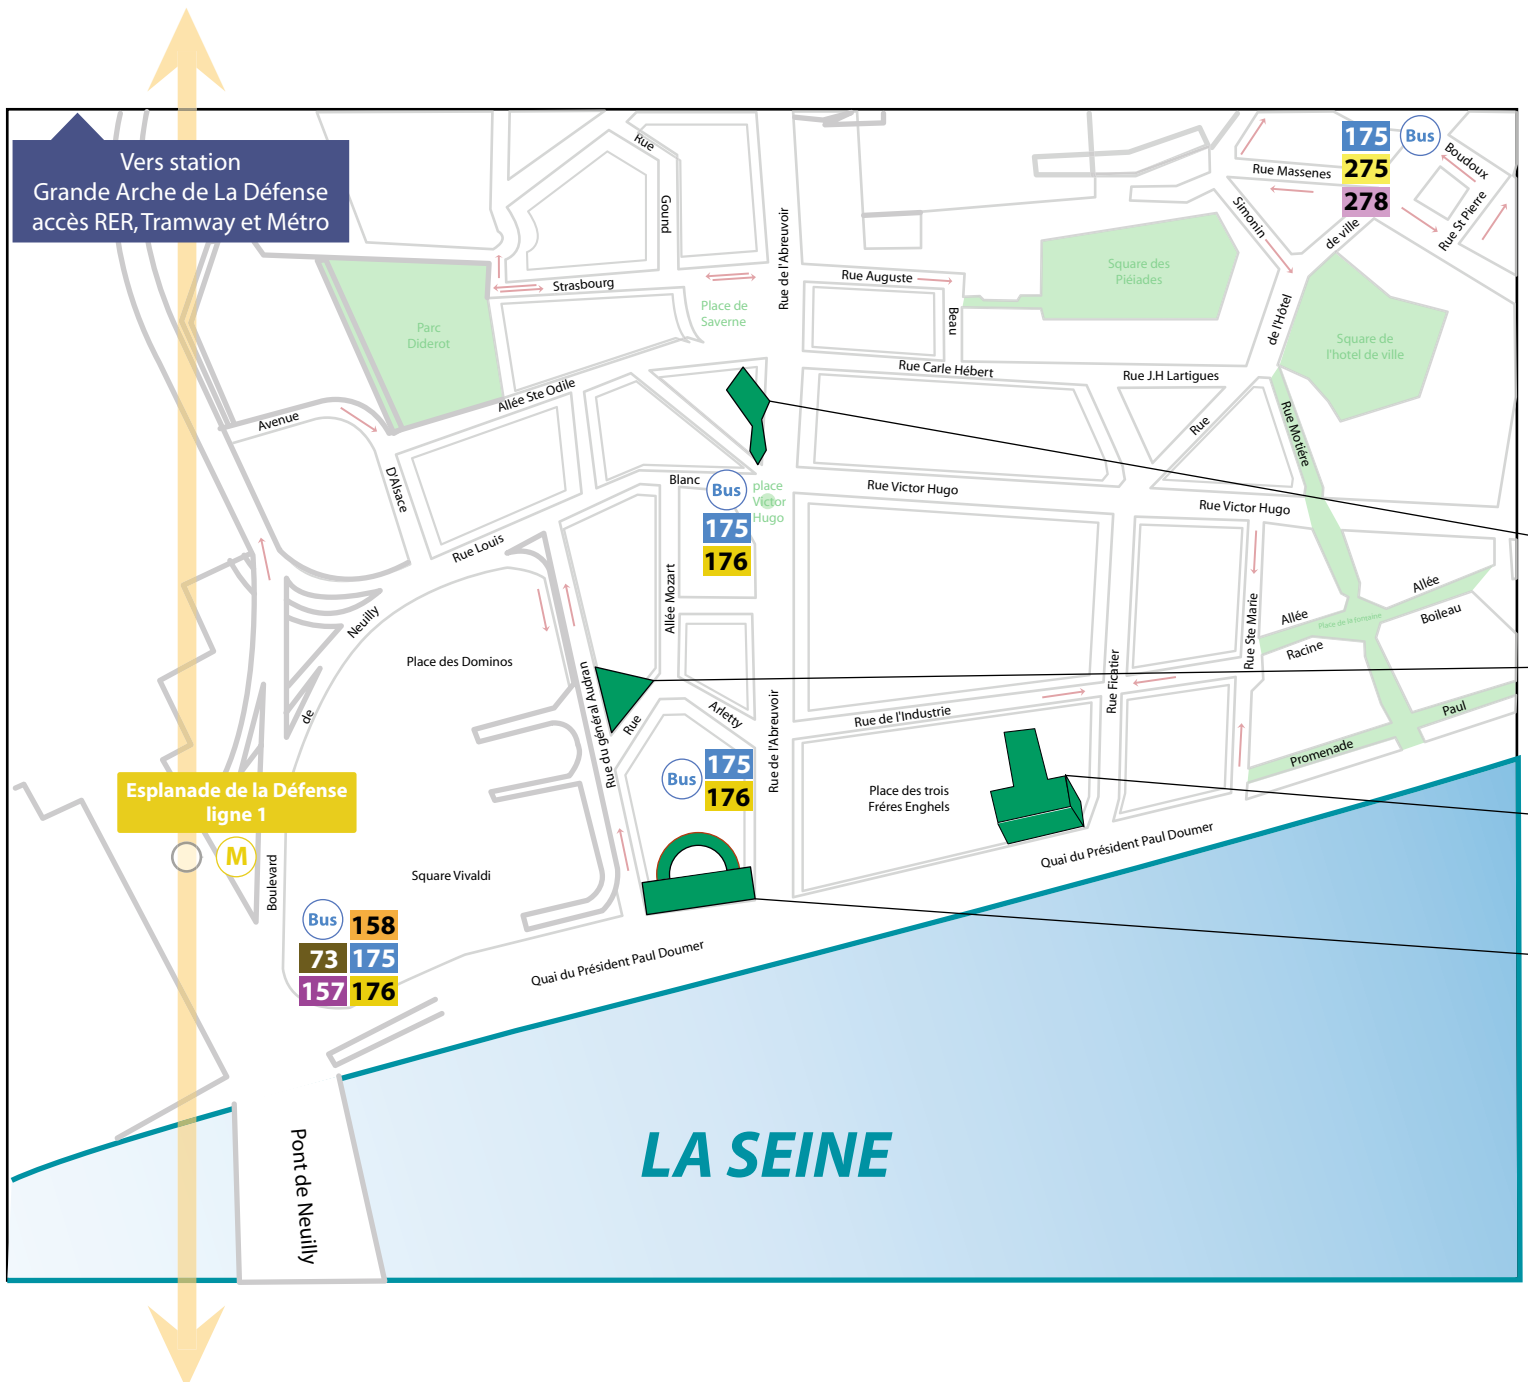 Vers station
Grande Arche de La Défense
accès RER, Tramway et Métro
Rue
Gound
Rue de l'Abreuvoir
175
Bus
275
278
Boudoux
Rue Massenes
Rue St Pierre
Simonin
de ville
de l'Hôtel
Square des
Piéiades
Rue Auguste
Beau
Strasbourg
Place de
Saverne
Parc
Diderot
Square de
l'hotel de ville
Rue Carle Hébert
Rue J.H Lartigues
Rue
Rue Motiére
Allée Ste Odile
Avenue
D'Alsace
Blanc
Bus
place
Victor
Hugo
175
176
Rue Victor Hugo
Rue Victor Hugo
Rue Louis
Neuilly
de
Allée Mozart
Allée
Boileau
Allée
Racine
Place de la fontaine
Rue Ste Marie
Place des Dominos
Rue du général Audran
Rue
Arletty
Rue de l'Abreuvoir
Rue Ficatier
Rue de l'Industrie
Paul
Promenade
Bus
175
176
Place des trois
Fréres Enghels
Quai du Président Paul Doumer
Esplanade de la Défense
ligne 1
M
Boulevard
Square Vivaldi
Bus
158
73
175
157
176
Quai du Président Paul Doumer
Pont de Neuilly
LA SEINE